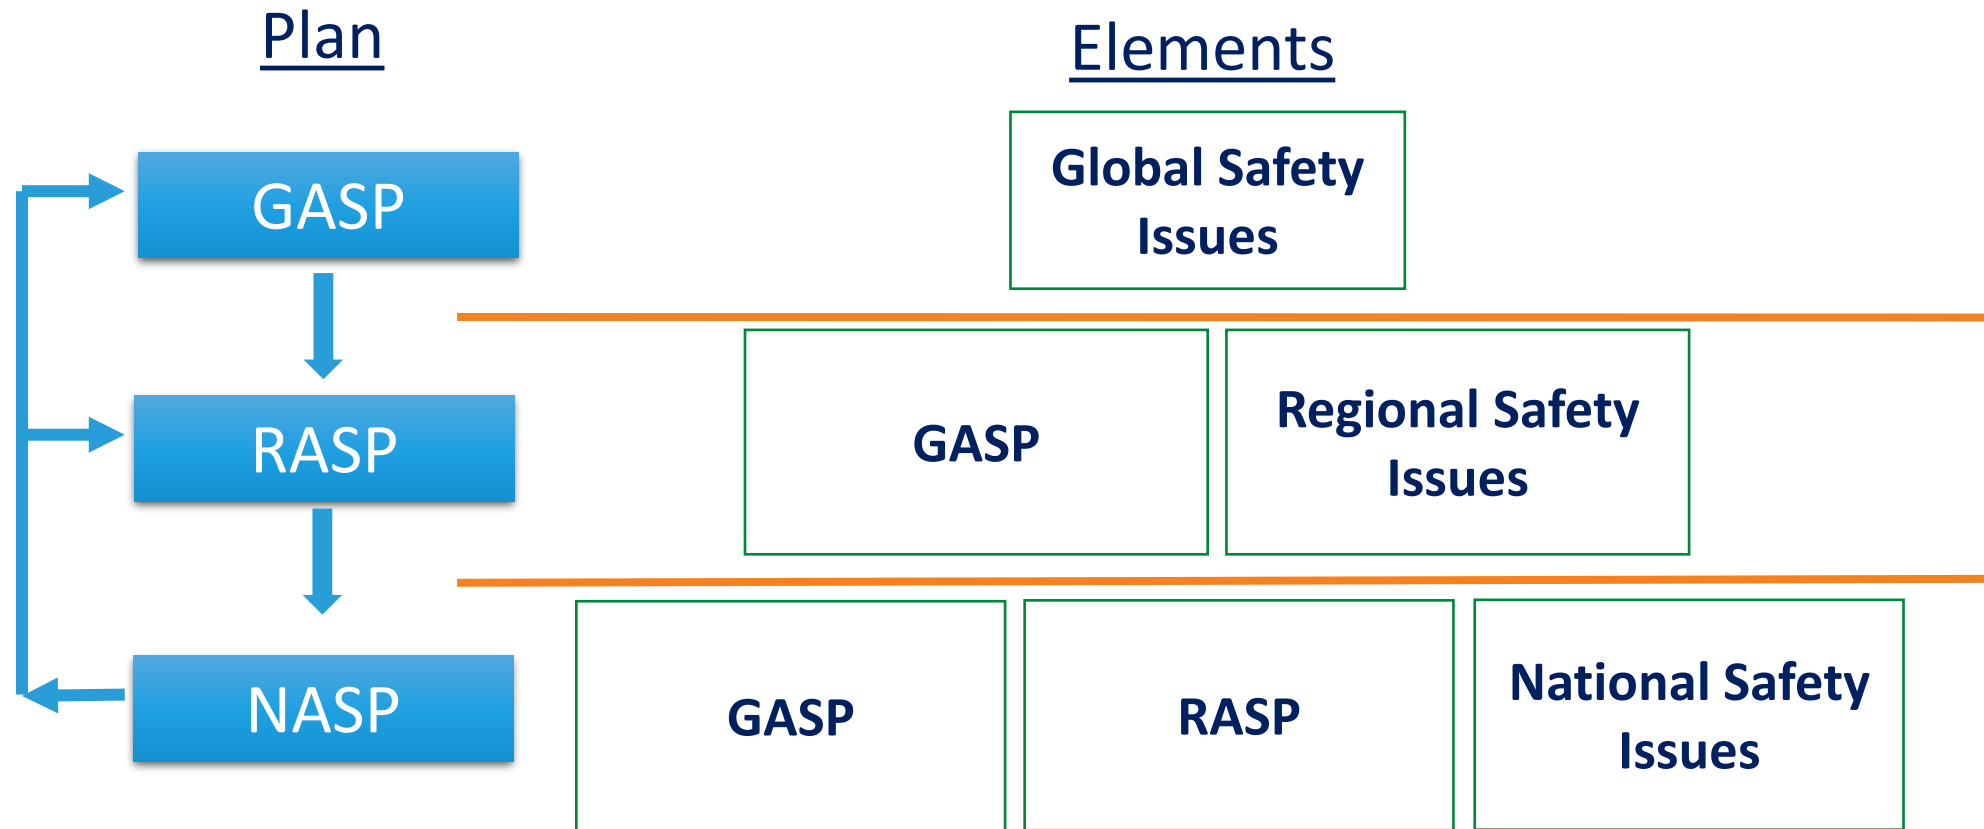 Plan
Elements
GASP
Global Safety
Issues
RASP
GASP
Regional Safety
Issues
NASP
GASP
RASP
National Safety
Issues